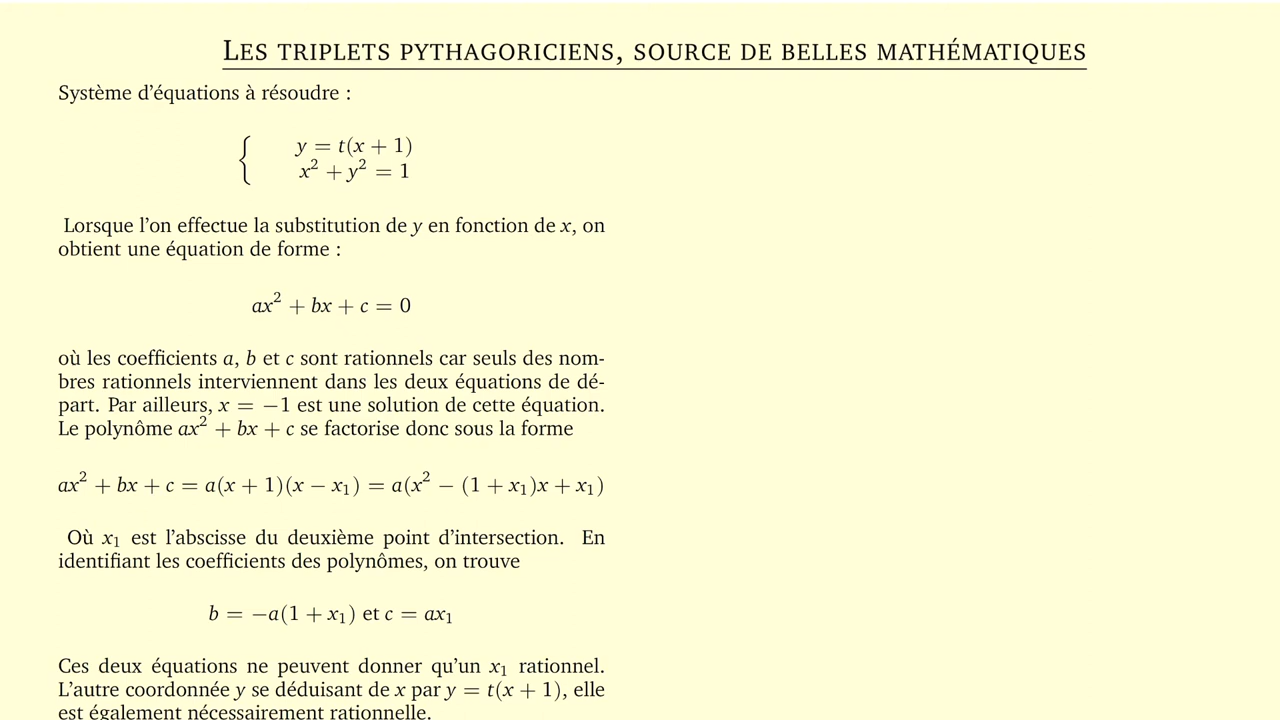 LES TRIPLETS PYTHAGORICIENS, SOURCE DE BELLES MATHÉMATIQUES
Système d'équations à résoudre :
{ y = t(x + 1)
x² + y² = 1
Lorsque l'on effectue la substitution de y en fonction de x, on
obtient une équation de forme :
ax² + bx + c = 0
où les coefficients a, b et c sont rationnels car seuls des nom-
bres rationnels interviennent dans les deux équations de dé-
part. Par ailleurs, x = −1 est une solution de cette équation.
Le polynôme ax² + bx + c se factorise donc sous la forme
ax² + bx + c = a(x + 1)(x − x₁) = a(x² − (1 + x₁)x + x₁)
Où x₁ est l'abscisse du deuxième point d'intersection. En
identifiant les coefficients des polynômes, on trouve
b = −a(1 + x₁) et c = ax₁
Ces deux équations ne peuvent donner qu'un x₁ rationnel.
L'autre coordonnée y se déduisant de x par y = t(x + 1), elle
est également nécessairement rationnelle.